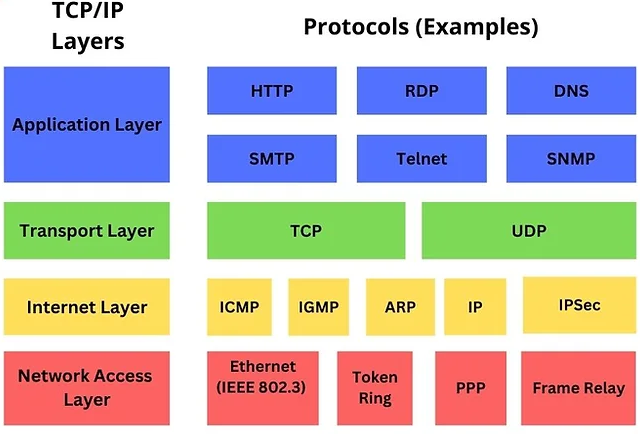 TCP/IP
Layers
Protocols (Examples)
Application Layer
HTTP
RDP
DNS
SMTP
Telnet
SNMP
Transport Layer
TCP
UDP
Internet Layer
ICMP
IGMP
ARP
IP
IPSec
Network Access
Layer
Ethernet
(IEEE 802.3)
Token
Ring
PPP
Frame Relay